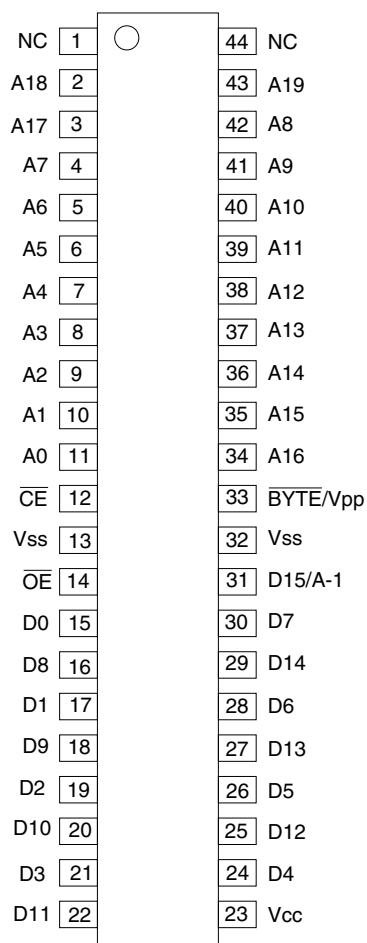 NC 1 44 NC
A18 2 43 A19
A17 3 42 A8
A7 4 41 A9
A6 5 40 A10
A5 6 39 A11
A4 7 38 A12
A3 8 37 A13
A2 9 36 A14
A1 10 35 A15
A0 11 34 A16
C̅E̅ 12 33 B̅Y̅T̅E̅/Vpp
Vss 13 32 Vss
O̅E̅ 14 31 D15/A-1
D0 15 30 D7
D8 16 29 D14
D1 17 28 D6
D9 18 27 D13
D2 19 26 D5
D10 20 25 D12
D3 21 24 D4
D11 22 23 Vcc